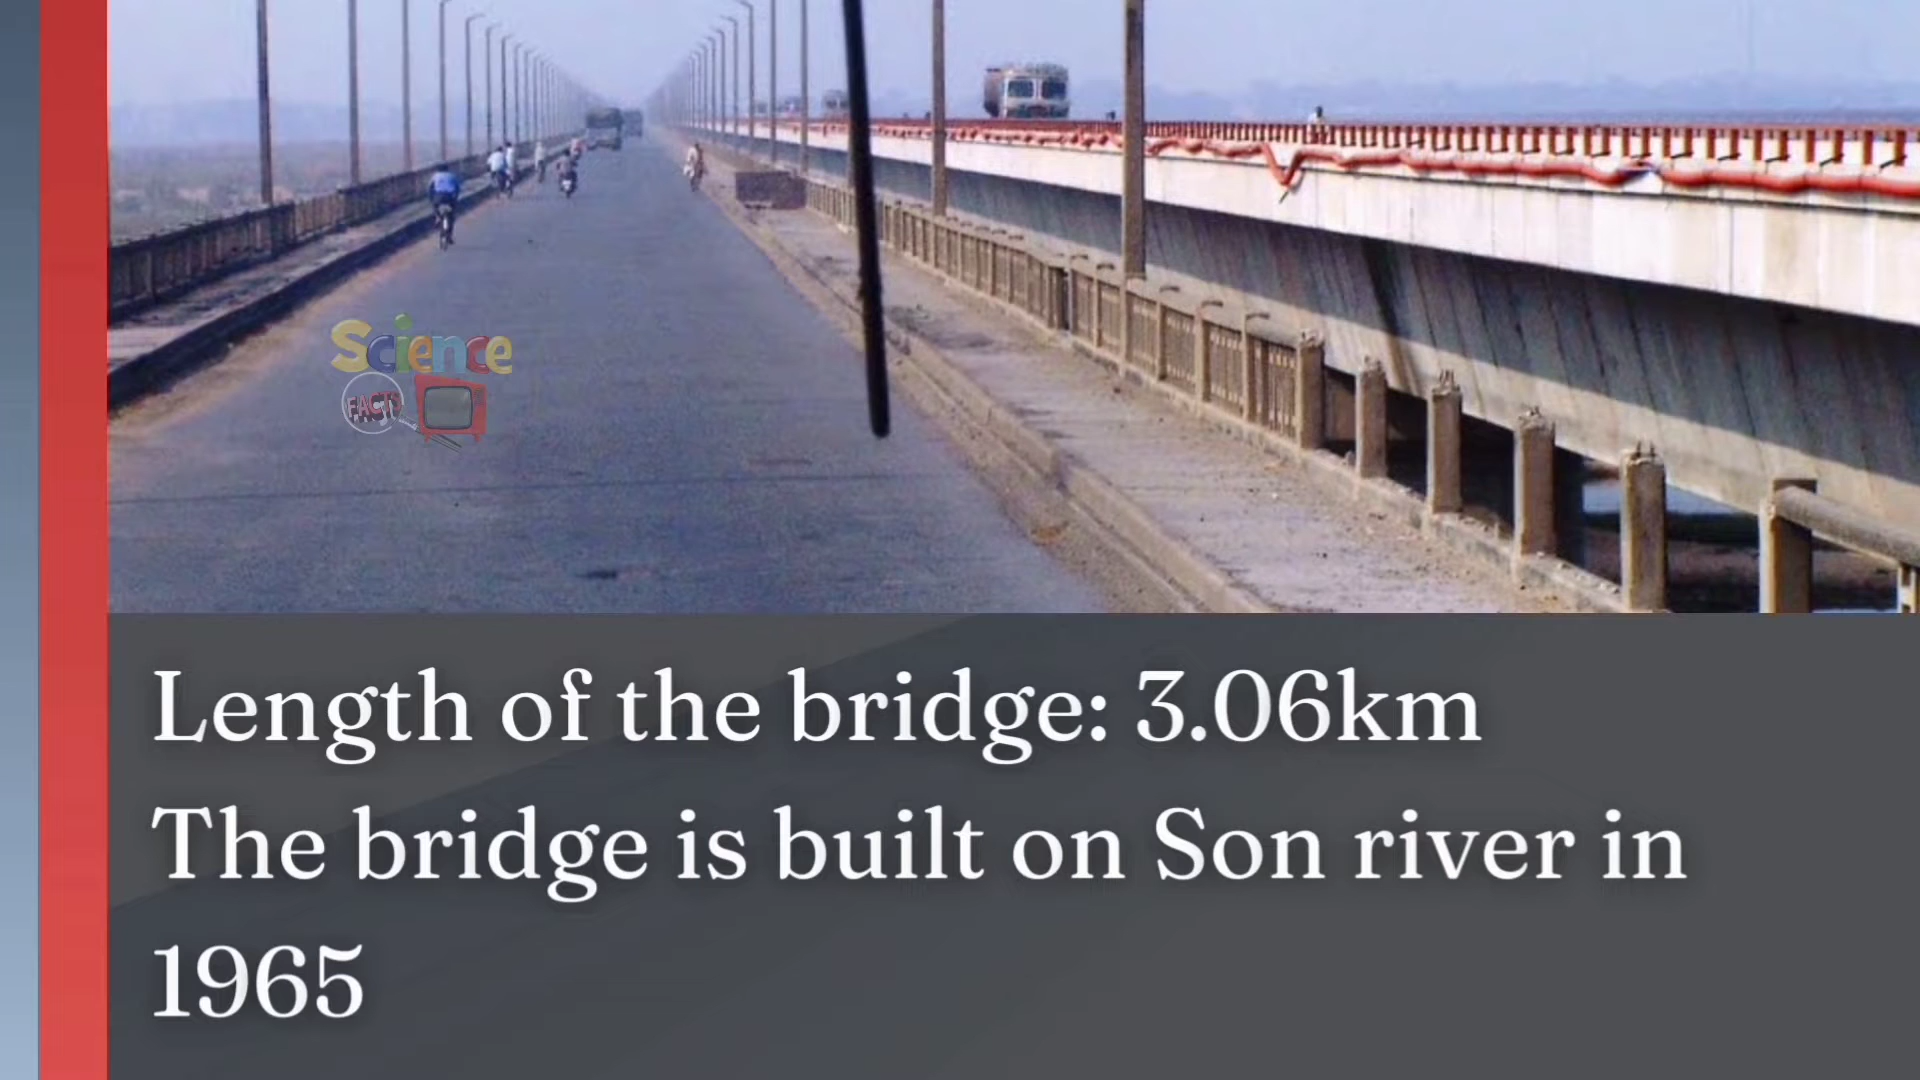 Science
FACTS
Length of the bridge: 3.06km
The bridge is built on Son river in
1965